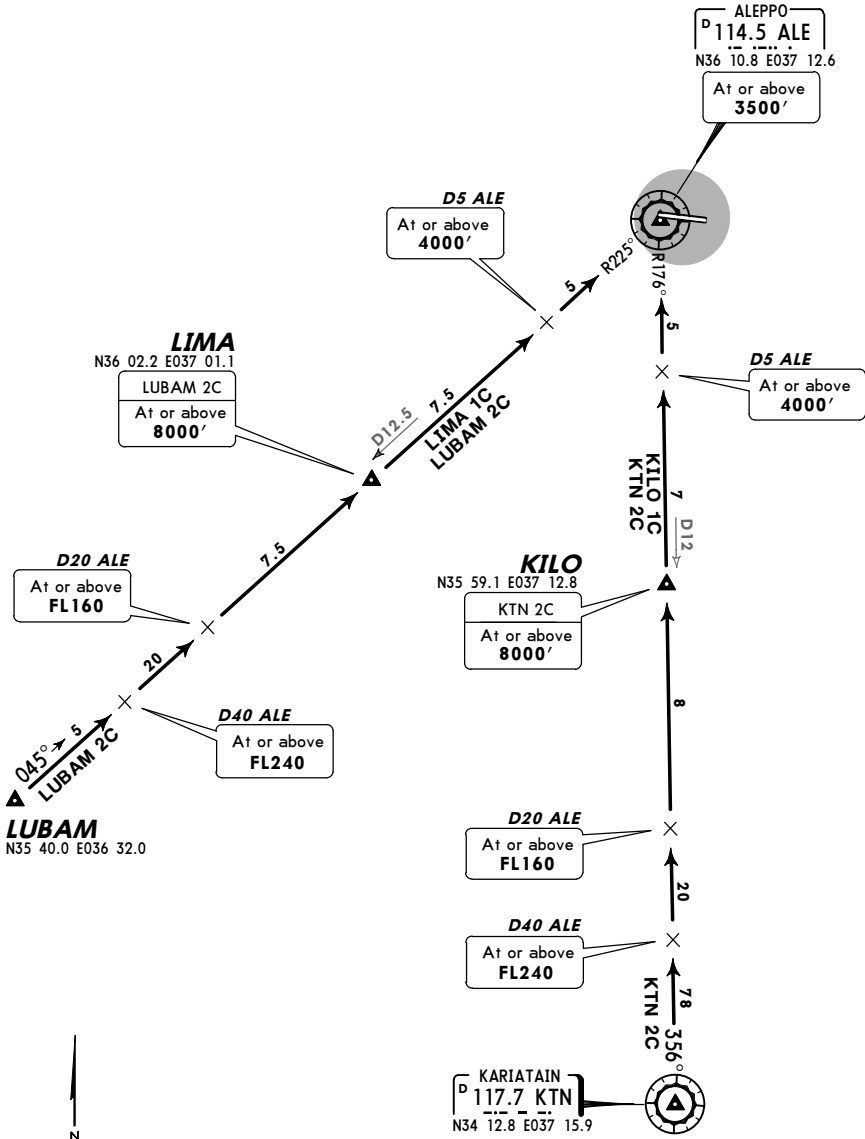 ALEPPO
D 114.5 ALE
N36 10.8 E037 12.6
At or above
3500'
D5 ALE
At or above
4000'
R225°
R176°
5
5
LIMA
N36 02.2 E037 01.1
LUBAM 2C
At or above
8000'
D12.5
7.5
LIMA 1C
LUBAM 2C
D5 ALE
At or above
4000'
KILO 1C
KTN 2C
7
D12
7.5
D20 ALE
At or above
FL160
KILO
N35 59.1 E037 12.8
KTN 2C
At or above
8000'
20
D40 ALE
At or above
FL240
8
045°
5
LUBAM 2C
LUBAM
N35 40.0 E036 32.0
D20 ALE
At or above
FL160
20
D40 ALE
At or above
FL240
KTN 2C
78
356°
KARIATAIN
D 117.7 KTN
N34 12.8 E037 15.9
N